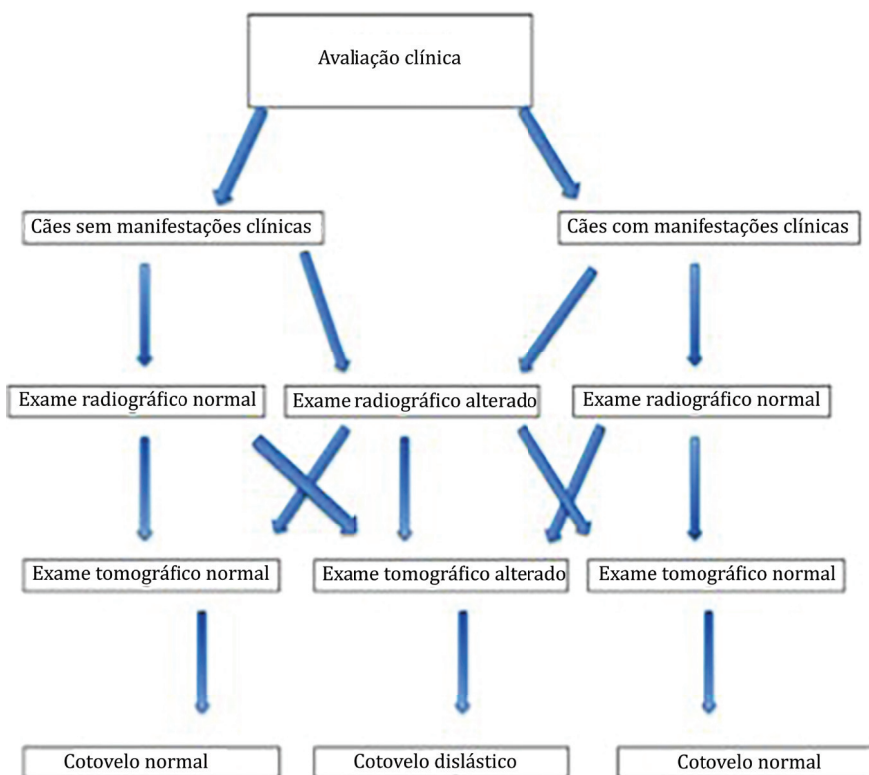 Avaliação clínica
Cães sem manifestações clínicas
Cães com manifestações clínicas
Exame radiográfico normal
Exame radiográfico alterado
Exame radiográfico normal
Exame tomográfico normal
Exame tomográfico alterado
Exame tomográfico normal
Cotovelo normal
Cotovelo dislástico
Cotovelo normal